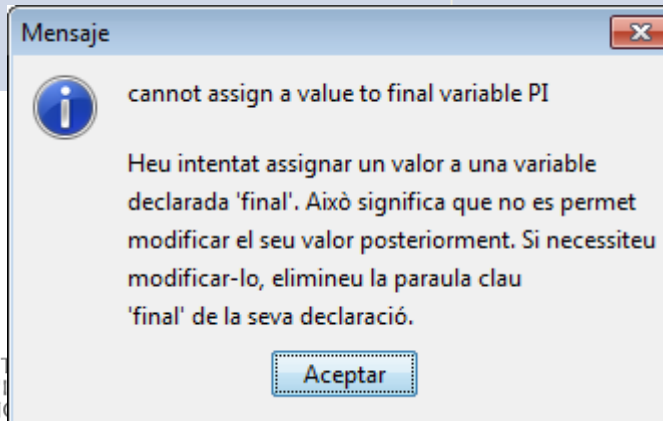 Mensaje
cannot assign a value to final variable PI
Heu intentat assignar un valor a una variable
declarada 'final'. Això significa que no es permet
modificar el seu valor posteriorment. Si necessiteu
modificar-lo, elimineu la paraula clau
'final' de la seva declaració.
Aceptar